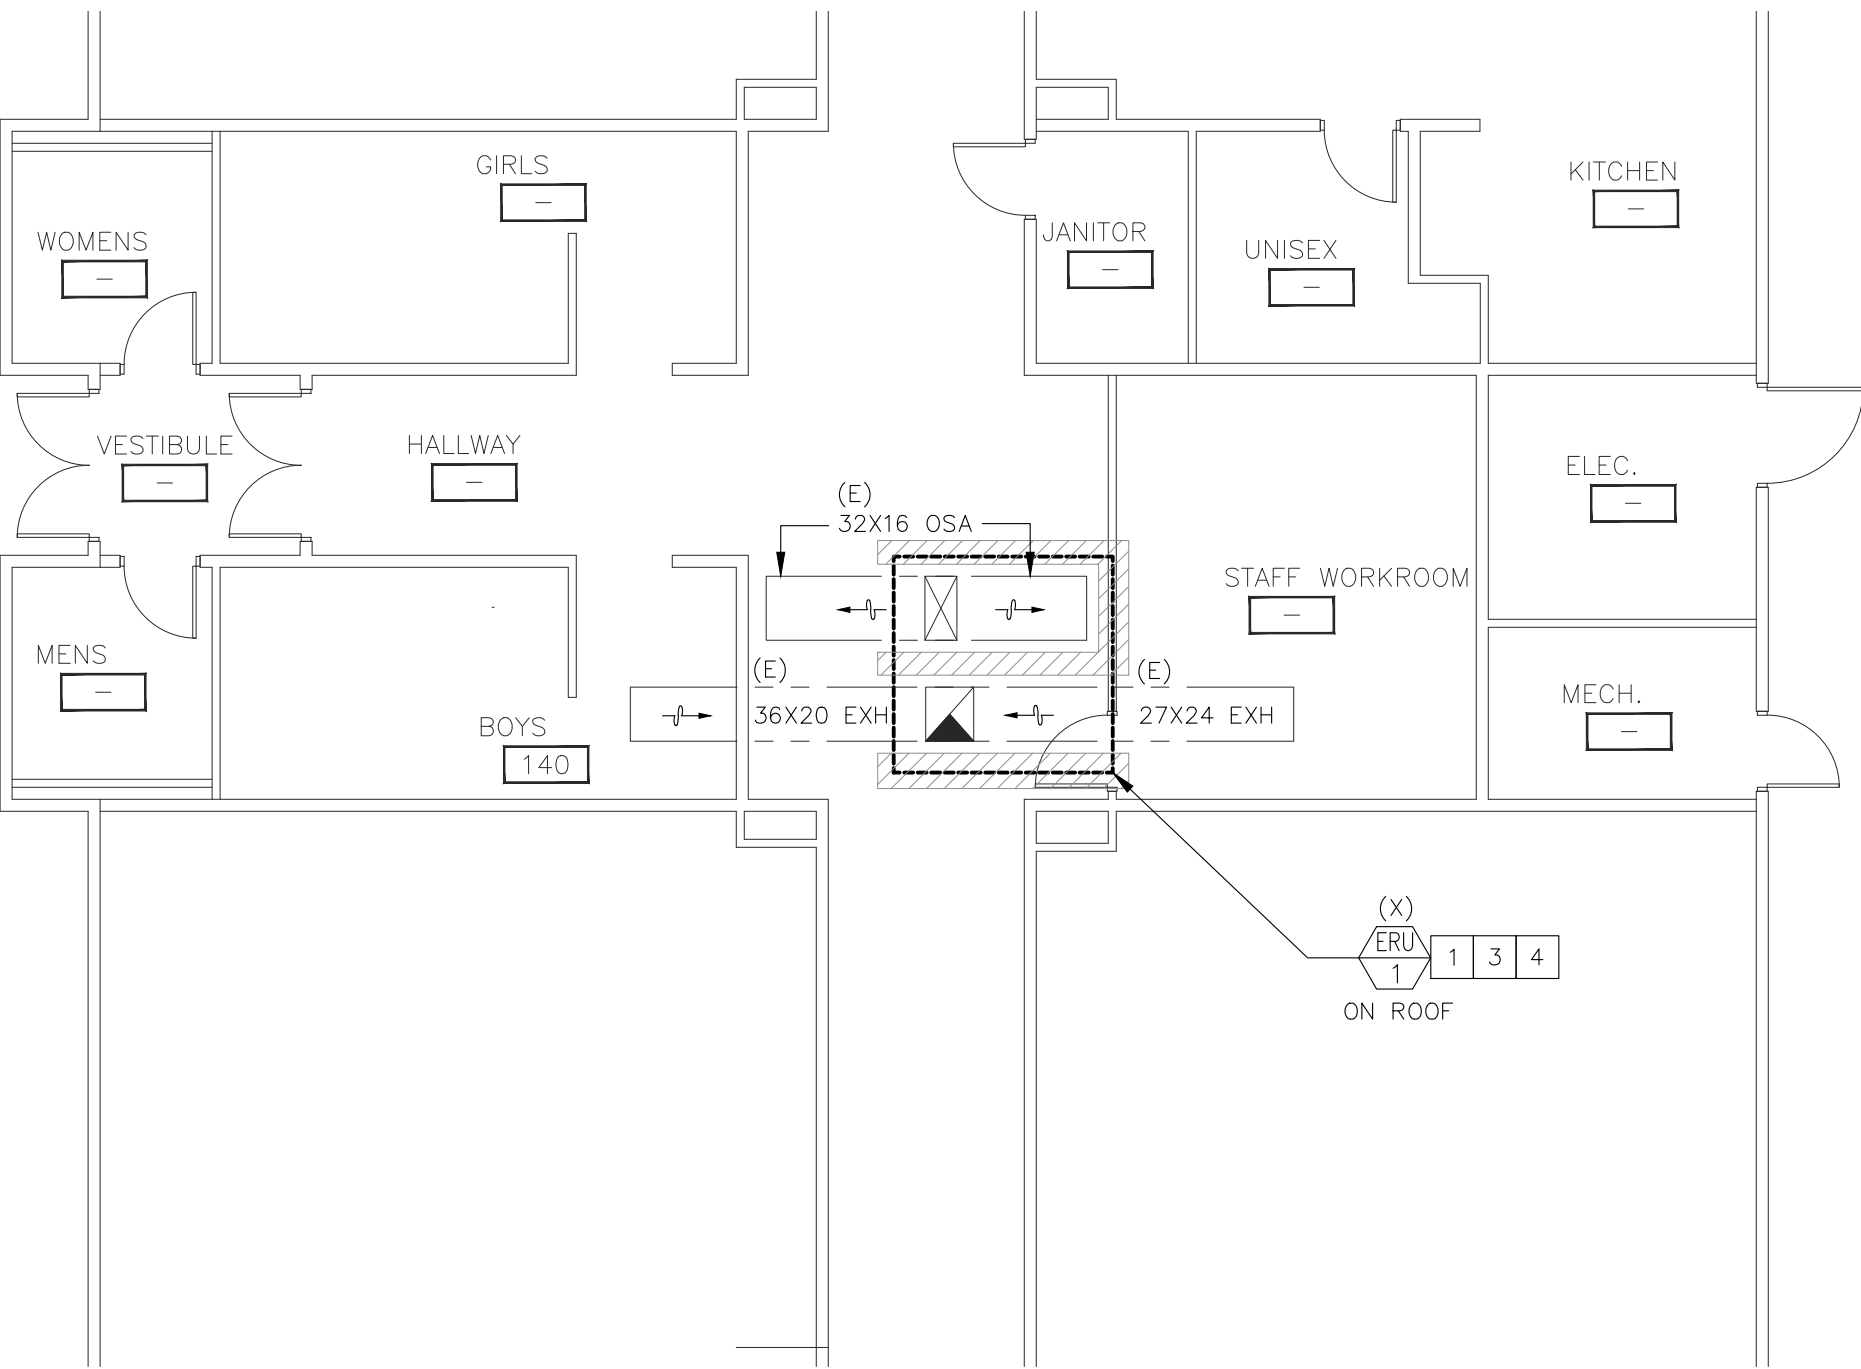 GIRLS
-
KITCHEN
-
WOMENS
-
JANITOR
-
UNISEX
-
VESTIBULE
-
HALLWAY
-
ELEC.
-
(E)
32X16 OSA
STAFF WORKROOM
-
MENS
-
(E)
36X20 EXH
(E)
27X24 EXH
MECH.
-
BOYS
140
(X)
ERU
1
1 3 4
ON ROOF